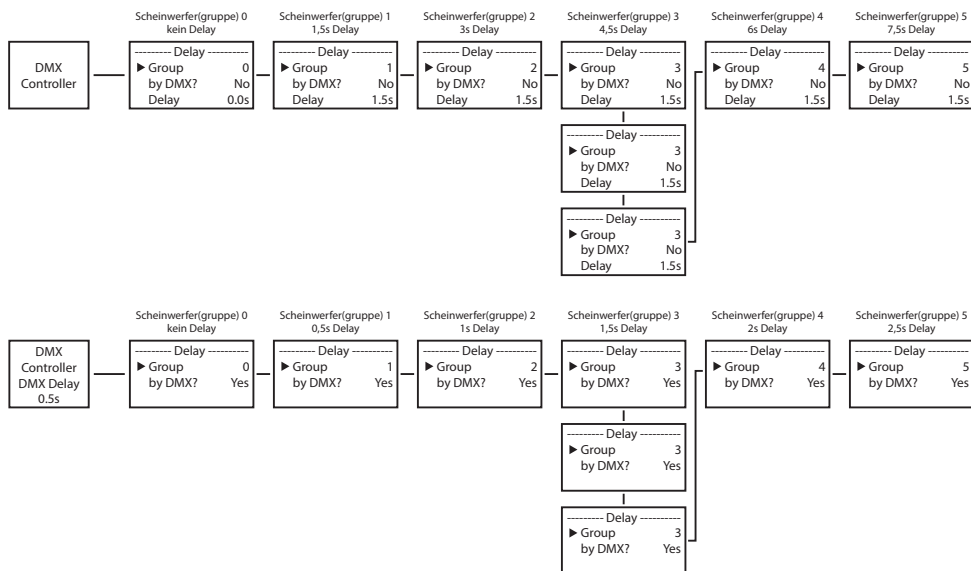 Scheinwerfer(gruppe) 0
kein Delay
Scheinwerfer(gruppe) 1
1,5s Delay
Scheinwerfer(gruppe) 2
3s Delay
Scheinwerfer(gruppe) 3
4,5s Delay
Scheinwerfer(gruppe) 4
6s Delay
Scheinwerfer(gruppe) 5
7,5s Delay
DMX
Controller
--------- Delay ----------
▶ Group 0
by DMX? No
Delay 0.0s
--------- Delay ----------
▶ Group 1
by DMX? No
Delay 1.5s
--------- Delay ----------
▶ Group 2
by DMX? No
Delay 1.5s
--------- Delay ----------
▶ Group 3
by DMX? No
Delay 1.5s
--------- Delay ----------
▶ Group 3
by DMX? No
Delay 1.5s
--------- Delay ----------
▶ Group 3
by DMX? No
Delay 1.5s
--------- Delay ----------
▶ Group 4
by DMX? No
Delay 1.5s
--------- Delay ----------
▶ Group 5
by DMX? No
Delay 1.5s
Scheinwerfer(gruppe) 0
kein Delay
Scheinwerfer(gruppe) 1
0,5s Delay
Scheinwerfer(gruppe) 2
1s Delay
Scheinwerfer(gruppe) 3
1,5s Delay
Scheinwerfer(gruppe) 4
2s Delay
Scheinwerfer(gruppe) 5
2,5s Delay
DMX
Controller
DMX Delay
0.5s
--------- Delay ----------
▶ Group 0
by DMX? Yes
--------- Delay ----------
▶ Group 1
by DMX? Yes
--------- Delay ----------
▶ Group 2
by DMX? Yes
--------- Delay ----------
▶ Group 3
by DMX? Yes
--------- Delay ----------
▶ Group 3
by DMX? Yes
--------- Delay ----------
▶ Group 3
by DMX? Yes
--------- Delay ----------
▶ Group 4
by DMX? Yes
--------- Delay ----------
▶ Group 5
by DMX? Yes